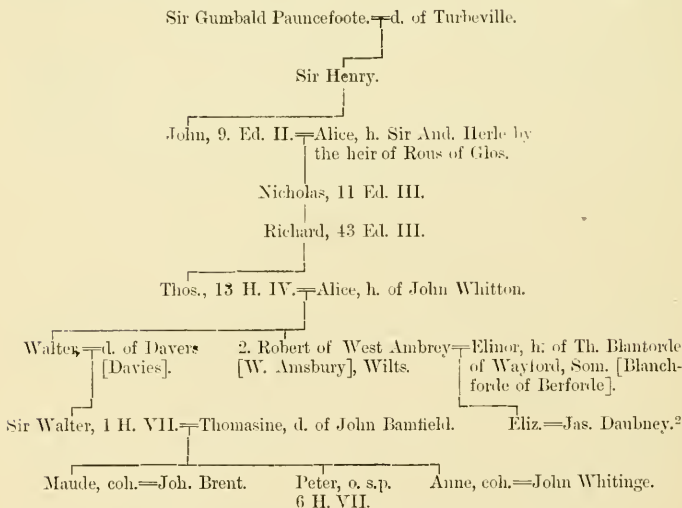 Sir Gumbald Pauncefoote.=d. of Turbeville.
Sir Henry.
John, 9. Ed. II.=Alice, h. Sir And. Herle by
the heir of Rous of Glos.
Nicholas, 11 Ed. III.
Richard, 43 Ed. III.
Thos., 13 H. IV.=Alice, h. of John Whitton.
Walter,=d. of Davers
[Davies].
2. Robert of West Ambrey=Elinor, h. of Th. Blantorde
[W. Amsbury], Wilts.
of Wayford, Som. [Blanch-
forde of Berforde].
Sir Walter, 1 H. VII.=Thomasine, d. of John Bamfield.
Eliz.=Jas. Daubney.²
Maude, coh.=Joh. Brent.
Peter, o. s.p.
6 H. VII.
Anne, coh.=John Whitinge.